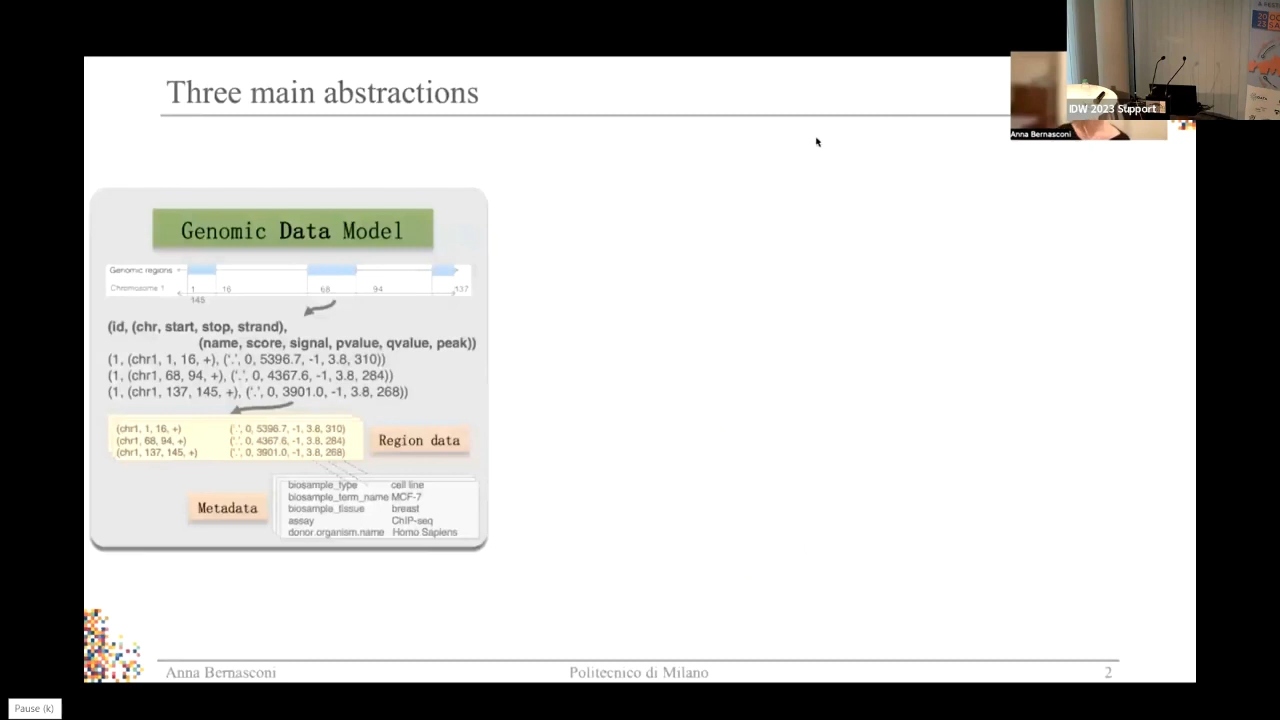 Three main abstractions
IDW 2023 Support
Anna Bernasconi
Genomic Data Model
Genomic regions
Chromosome 1 1 16 68 94 137
145
(id, (chr, start, stop, strand),
(name, score, signal, pvalue, qvalue, peak))
(1, (chr1, 1, 16, +), ('.', 0, 5396.7, -1, 3.8, 310))
(1, (chr1, 68, 94, +), ('.', 0, 4367.6, -1, 3.8, 284))
(1, (chr1, 137, 145, +), ('.', 0, 3901.0, -1, 3.8, 268))
(chr1, 1, 16, +) ('.', 0, 5396.7, -1, 3.8, 310)
(chr1, 68, 94, +) ('.', 0, 4367.6, -1, 3.8, 284)
(chr1, 137, 145, +) ('.', 0, 3901.0, -1, 3.8, 268)
Region data
Metadata
biosample_type cell line
biosample_term_name MCF-7
biosample_tissue breast
assay ChIP-seq
donor.organism.name Homo Sapiens
Anna Bernasconi Politecnico di Milano 2
Pause (k)